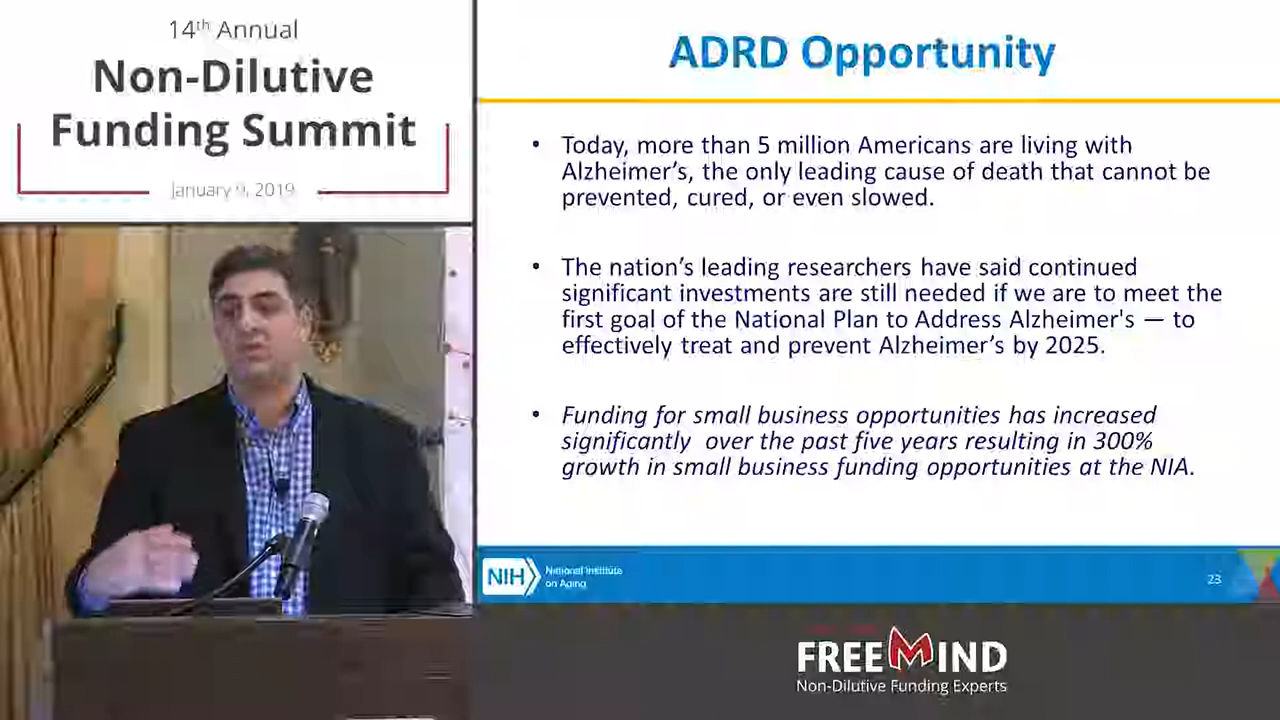 14th Annual
Non-Dilutive
Funding Summit
January 9, 2019
ADRD Opportunity
• Today, more than 5 million Americans are living with
Alzheimer’s, the only leading cause of death that cannot be
prevented, cured, or even slowed.
• The nation’s leading researchers have said continued
significant investments are still needed if we are to meet the
first goal of the National Plan to Address Alzheimer's — to
effectively treat and prevent Alzheimer’s by 2025.
• Funding for small business opportunities has increased
significantly over the past five years resulting in 300%
growth in small business funding opportunities at the NIA.
NIH
National Institute
on Aging
23
FREEMIND
Non-Dilutive Funding Experts